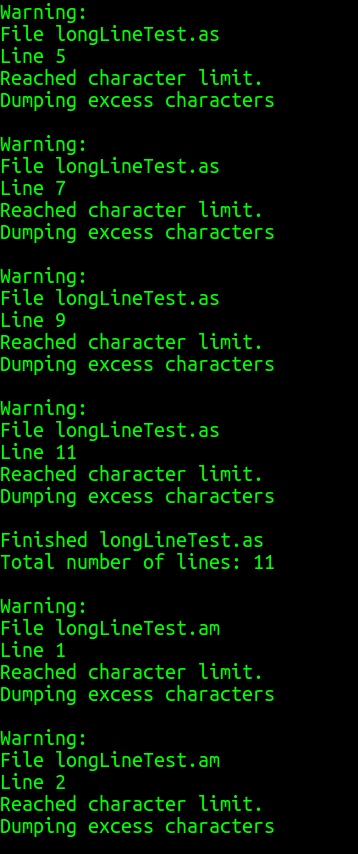 Warning:
File longLineTest.as
Line 5
Reached character limit.
Dumping excess characters
Warning:
File longLineTest.as
Line 7
Reached character limit.
Dumping excess characters
Warning:
File longLineTest.as
Line 9
Reached character limit.
Dumping excess characters
Warning:
File longLineTest.as
Line 11
Reached character limit.
Dumping excess characters
Finished longLineTest.as
Total number of lines: 11
Warning:
File longLineTest.am
Line 1
Reached character limit.
Dumping excess characters
Warning:
File longLineTest.am
Line 2
Reached character limit.
Dumping excess characters